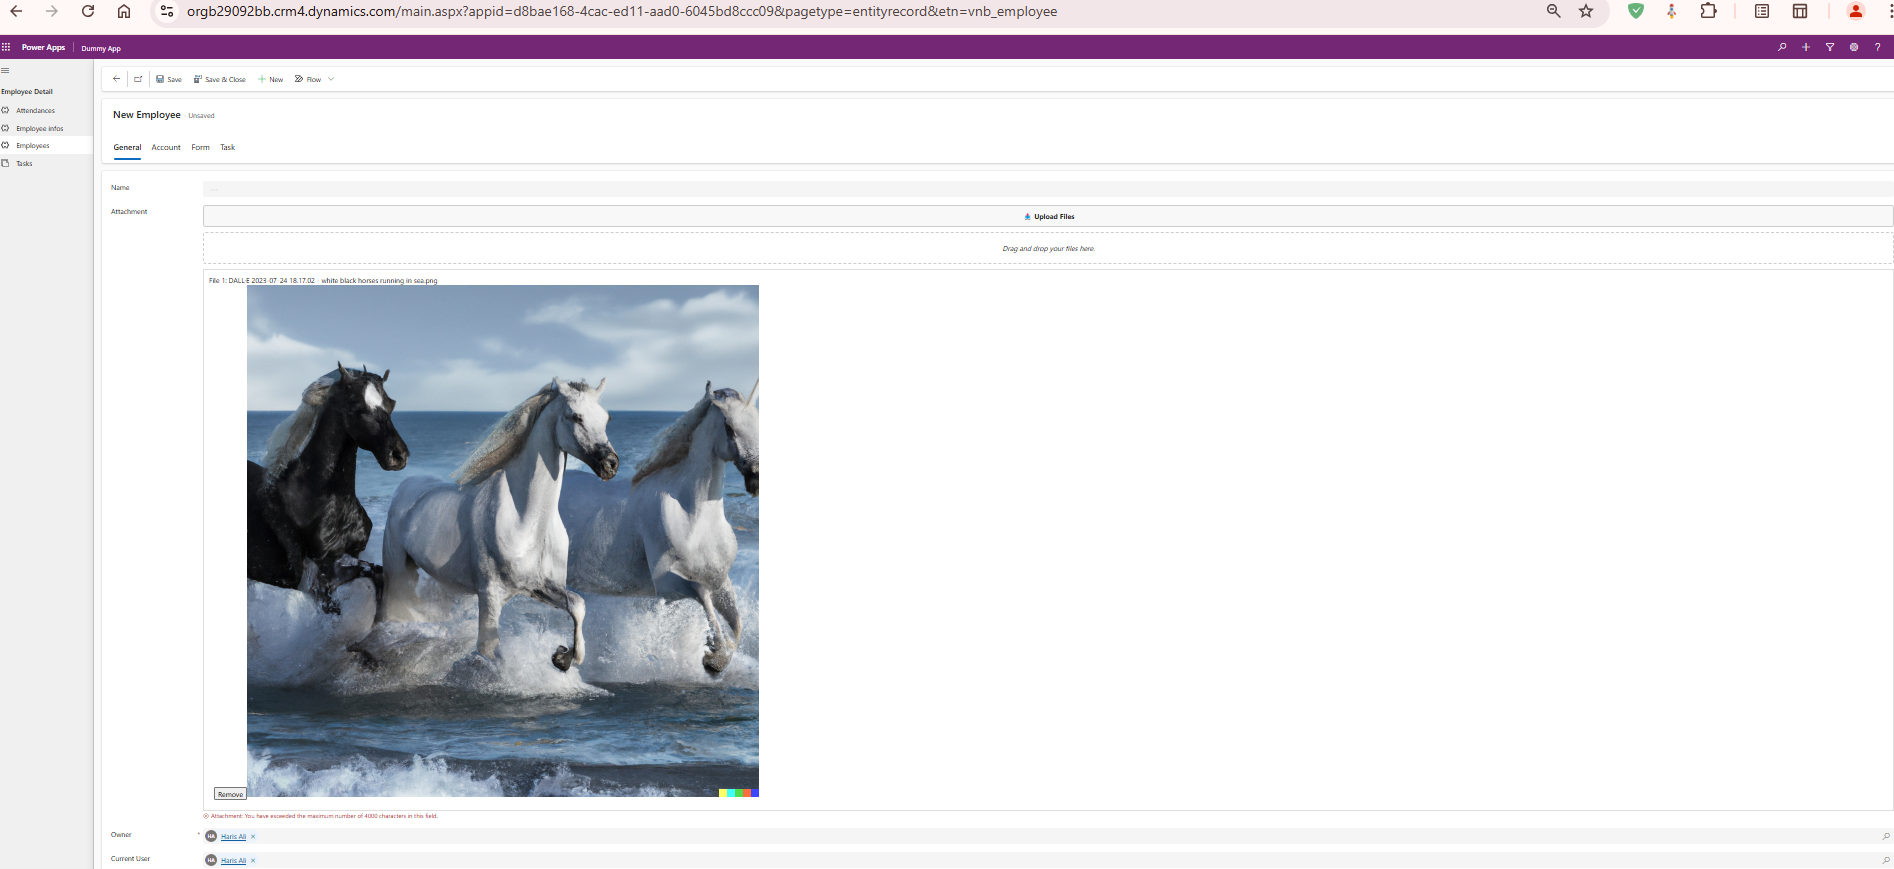 orgb29092bb.crm4.dynamics.com/main.aspx?appid=d8bae168-4cac-ed11-aad0-6045bd8ccc09&pagetype=entityrecord&etn=vnb_employee
Power Apps Dummy App
Save Save & Close New Flow
Employee Detail
Attendances
Employee infos
Employees
Tasks
New Employee Unsaved
General Account Form Task
Name ---
Attachment
Upload Files
Drag and drop your files here.
File 1: DALL·E 2023-07-24 18.17.02 - white black horses running in sea.png
Remove
Attachment: You have exceeded the maximum number of 4000 characters in this field.
Owner * HA Haris Ali
Current User HA Haris Ali